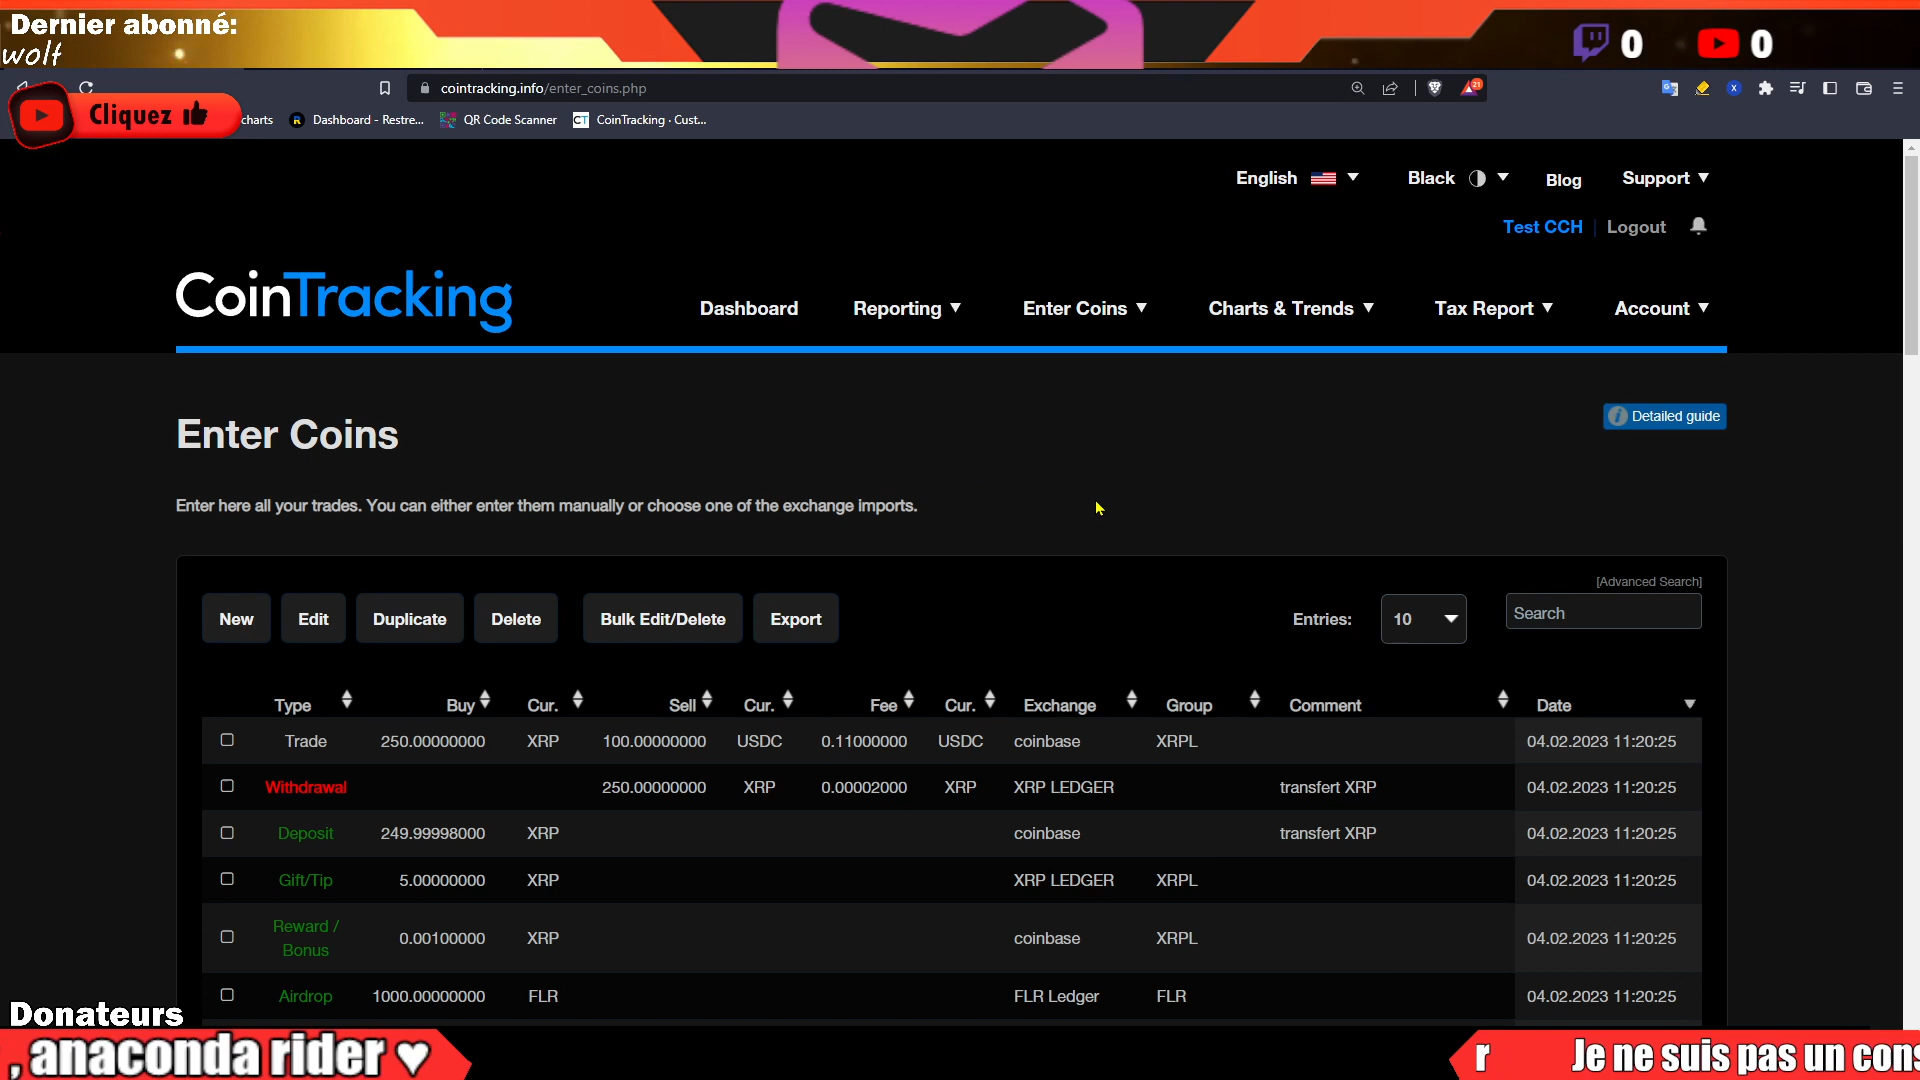 Dernier abonné:
wolf
0 0
cointracking.info/enter_coins.php
21
Cliquez
charts Dashboard - Restre... QR Code Scanner CT CoinTracking · Cust...
English Black Blog Support
Test CCH Logout
CoinTracking
Dashboard Reporting Enter Coins Charts & Trends Tax Report Account
Enter Coins
Detailed guide
Enter here all your trades. You can either enter them manually or choose one of the exchange imports.
[Advanced Search]
New Edit Duplicate Delete Bulk Edit/Delete Export Entries: 10 Search
Type Buy Cur. Sell Cur. Fee Cur. Exchange Group Comment Date
Trade 250.00000000 XRP 100.00000000 USDC 0.11000000 USDC coinbase XRPL 04.02.2023 11:20:25
Withdrawal 250.00000000 XRP 0.00002000 XRP XRP LEDGER transfert XRP 04.02.2023 11:20:25
Deposit 249.99998000 XRP coinbase transfert XRP 04.02.2023 11:20:25
Gift/Tip 5.00000000 XRP XRP LEDGER XRPL 04.02.2023 11:20:25
Reward /
Bonus 0.00100000 XRP coinbase XRPL 04.02.2023 11:20:25
Airdrop 1000.00000000 FLR FLR Ledger FLR 04.02.2023 11:20:25
Donateurs
, anaconda rider ♥ r Je ne suis pas un cons